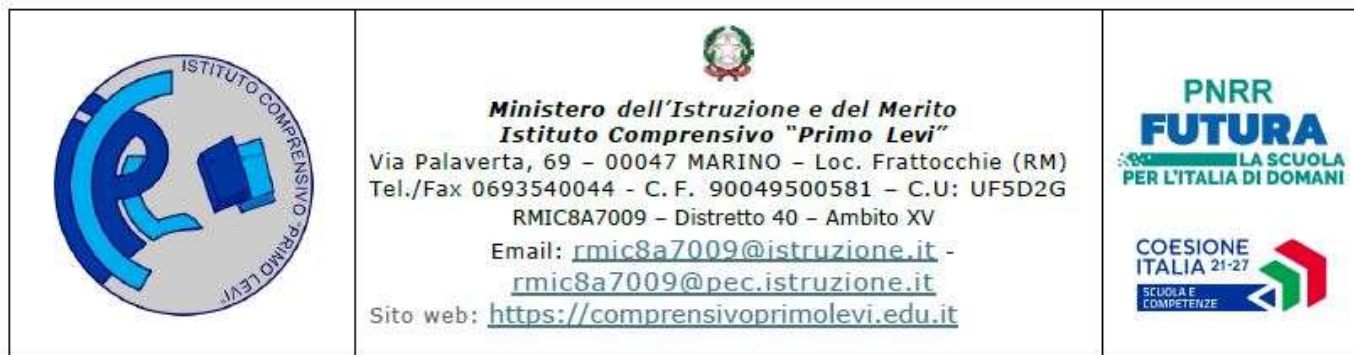 ISTITUTO COMPRENSIVO "PRIMO LEVI"
Ministero dell'Istruzione e del Merito
Istituto Comprensivo "Primo Levi"
Via Palaverta, 69 – 00047 MARINO – Loc. Frattocchie (RM)
Tel./Fax 0693540044 - C. F. 90049500581 – C.U: UF5D2G
RMIC8A7009 – Distretto 40 – Ambito XV
Email: rmic8a7009@istruzione.it -
rmic8a7009@pec.istruzione.it
Sito web: https://comprensivoprimolevi.edu.it
PNRR
FUTURA
LA SCUOLA
PER L'ITALIA DI DOMANI
COESIONE
ITALIA 21-27
SCUOLA E
COMPETENZE